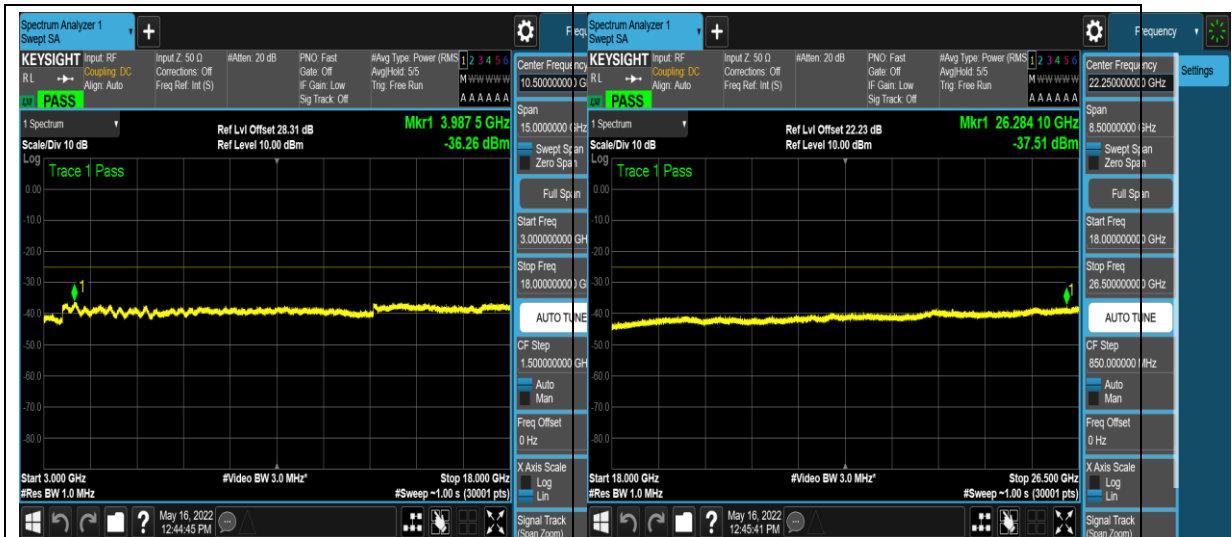 Spectrum Analyzer 1
Swept SA
+
KEYSIGHT
RL
Input: RF
Coupling: DC
Align: Auto
Input Z: 50 Ω
Corrections: Off
Freq Ref: Int (S)
#Atten: 20 dB
PNO: Fast
Gate: Off
IF Gain: Low
Sig Track: Off
#Avg Type: Power (RMS
Avg|Hold: 5/5
Trig: Free Run
1 2 3 4 5 6
M W W W W W
A A A A A A
PASS
1 Spectrum
Scale/Div 10 dB
Ref Lvl Offset 28.31 dB
Ref Level 10.00 dBm
Mkr1 3.987 5 GHz
-36.26 dBm
Log
Trace 1 Pass
0.00
-10.0
-20.0
-30.0
-40.0
-50.0
-60.0
-70.0
-80.0
1
Start 3.000 GHz
#Res BW 1.0 MHz
#Video BW 3.0 MHz*
Stop 18.000 GHz
#Sweep ~1.00 s (30001 pts)
?
May 16, 2022
12:44:45 PM
Frequ
Center Frequency
10.50000000 G
Span
15.0000000 GHz
Swept Span
Zero Span
Full Span
Start Freq
3.000000000 GH
Stop Freq
18.00000000 G
AUTO TUNE
CF Step
1.500000000 GH
Auto
Man
Freq Offset
0 Hz
X Axis Scale
Log
Lin
Signal Track
(Span Zoom)
Spectrum Analyzer 1
Swept SA
+
KEYSIGHT
RL
Input: RF
Coupling: DC
Align: Auto
Input Z: 50 Ω
Corrections: Off
Freq Ref: Int (S)
#Atten: 20 dB
PNO: Fast
Gate: Off
IF Gain: Low
Sig Track: Off
#Avg Type: Power (RMS
Avg|Hold: 5/5
Trig: Free Run
1 2 3 4 5 6
M W W W W W
A A A A A A
PASS
1 Spectrum
Scale/Div 10 dB
Ref Lvl Offset 22.23 dB
Ref Level 10.00 dBm
Mkr1 26.284 10 GHz
-37.51 dBm
Log
Trace 1 Pass
0.00
-10.0
-20.0
-30.0
-40.0
-50.0
-60.0
-70.0
-80.0
1
Start 18.000 GHz
#Res BW 1.0 MHz
#Video BW 3.0 MHz*
Stop 26.500 GHz
#Sweep ~1.00 s (30001 pts)
?
May 16, 2022
12:45:41 PM
Frequency
Settings
Center Frequency
22.250000000 GHz
Span
8.50000000 GHz
Swept Span
Zero Span
Full Span
Start Freq
18.000000000 GHz
Stop Freq
26.500000000 GHz
AUTO TUNE
CF Step
850.000000 MHz
Auto
Man
Freq Offset
0 Hz
X Axis Scale
Log
Lin
Signal Track
(Span Zoom)